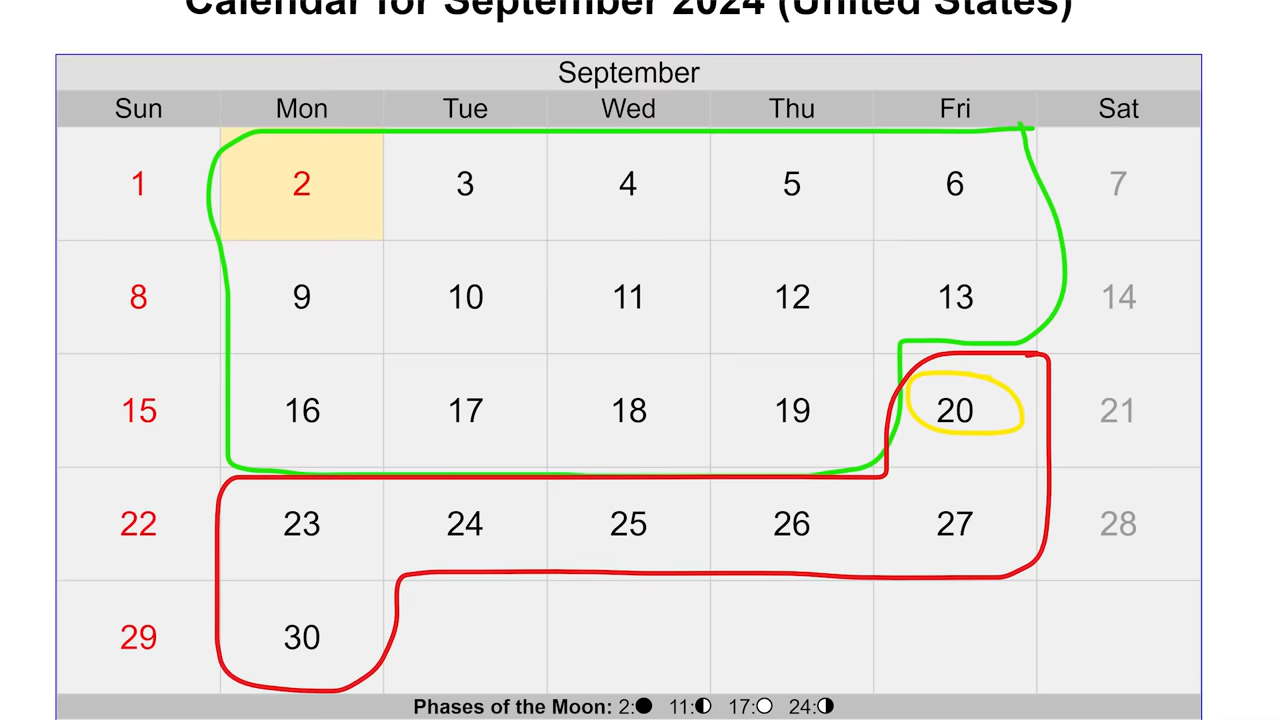 Calendar for September 2024 (United States)
September
Sun Mon Tue Wed Thu Fri Sat
1 2 3 4 5 6 7
8 9 10 11 12 13 14
15 16 17 18 19 20 21
22 23 24 25 26 27 28
29 30
Phases of the Moon: 2: 11: 17: 24: